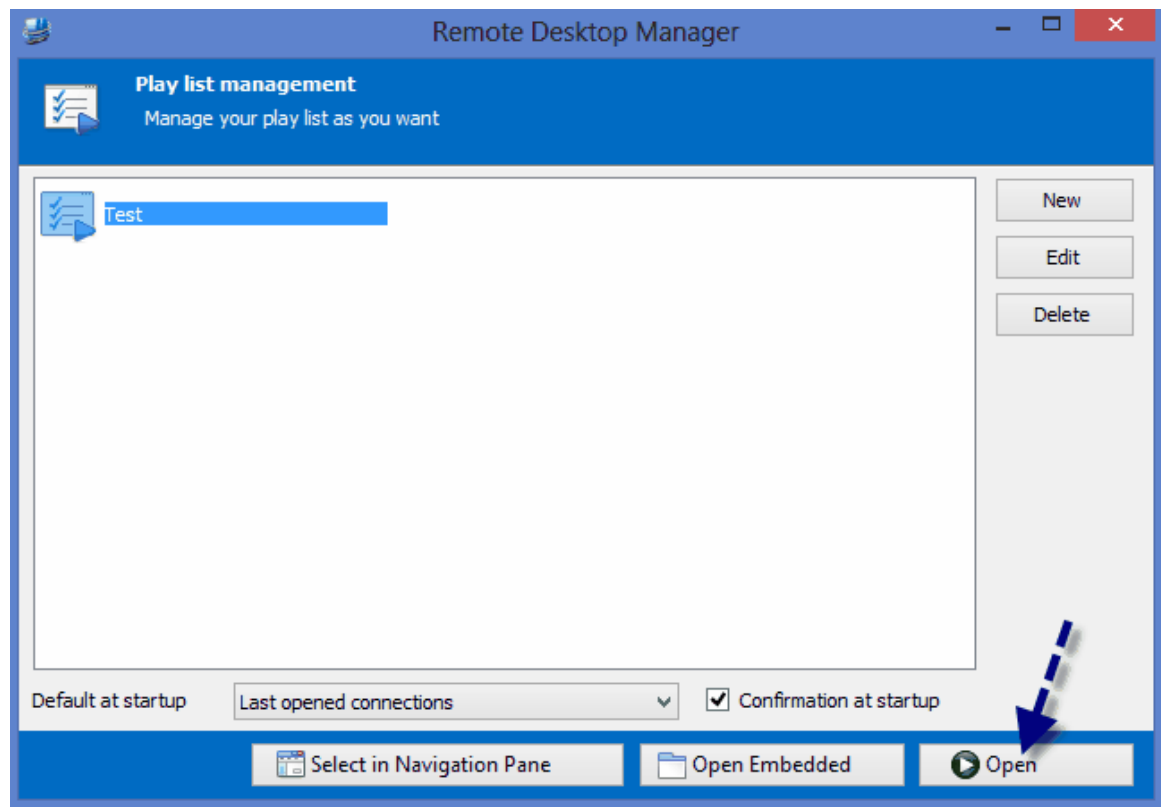 Remote Desktop Manager
Play list management
Manage your play list as you want
Test
New
Edit
Delete
Default at startup Last opened connections Confirmation at startup
Select in Navigation Pane Open Embedded Open